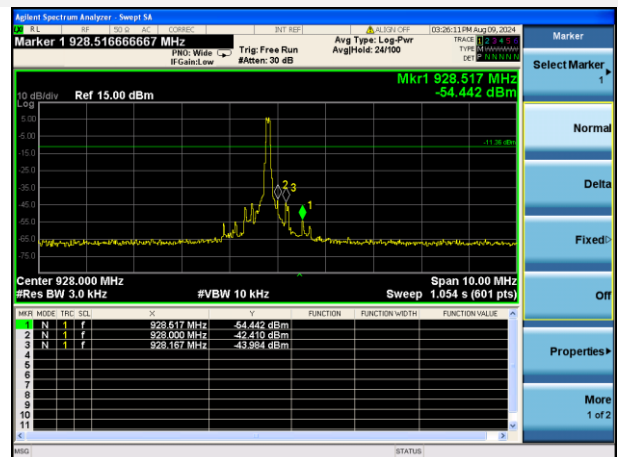 Agilent Spectrum Analyzer - Swept SA
RL RF 50 Ω AC CORREC INT REF ALIGN OFF 03:26:11 PM Aug 09, 2024
Marker 1 928.516666667 MHz
PNO: Wide
IFGain:Low
Trig: Free Run
#Atten: 30 dB
Avg Type: Log-Pwr
Avg|Hold: 24/100
TRACE 1 2 3 4 5 6
TYPE
DET P N N N N N
Mkr1 928.517 MHz
-54.442 dBm
10 dB/div Ref 15.00 dBm
Log
5.00
-5.00
-11.36 dBm
-15.0
-25.0
-35.0
-45.0
-55.0
-65.0
-75.0
2 3
1
Center 928.000 MHz Span 10.00 MHz
#Res BW 3.0 kHz #VBW 10 kHz Sweep 1.054 s (601 pts)
MKR MODE TRC SCL X Y FUNCTION FUNCTION WIDTH FUNCTION VALUE
1 N 1 f 928.517 MHz -54.442 dBm
2 N 1 f 928.000 MHz -42.410 dBm
3 N 1 f 928.167 MHz -43.984 dBm
4
5
6
7
8
9
10
11
MSG STATUS
Marker
Select Marker
1
Normal
Delta
Fixed
Off
Properties
More
1 of 2